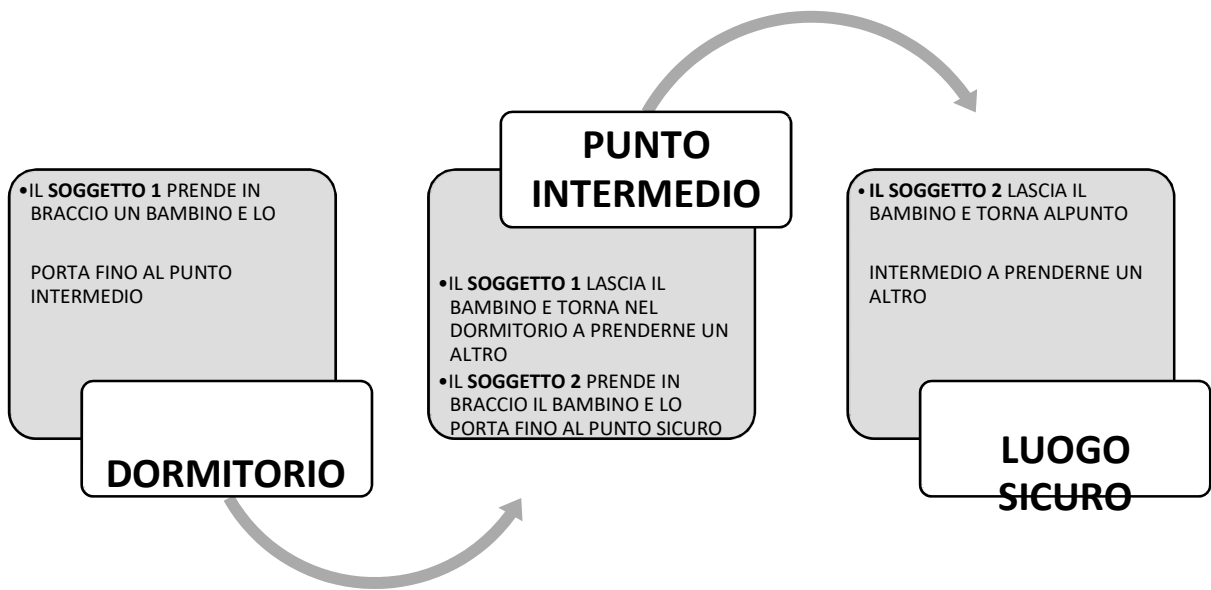 •IL SOGGETTO 1 PRENDE IN
BRACCIO UN BAMBINO E LO
PORTA FINO AL PUNTO
INTERMEDIO
DORMITORIO
PUNTO
INTERMEDIO
•IL SOGGETTO 1 LASCIA IL
BAMBINO E TORNA NEL
DORMITORIO A PRENDERNE UN
ALTRO
•IL SOGGETTO 2 PRENDE IN
BRACCIO IL BAMBINO E LO
PORTA FINO AL PUNTO SICURO
• IL SOGGETTO 2 LASCIA IL
BAMBINO E TORNA ALPUNTO
INTERMEDIO A PRENDERNE UN
ALTRO
LUOGO
SICURO